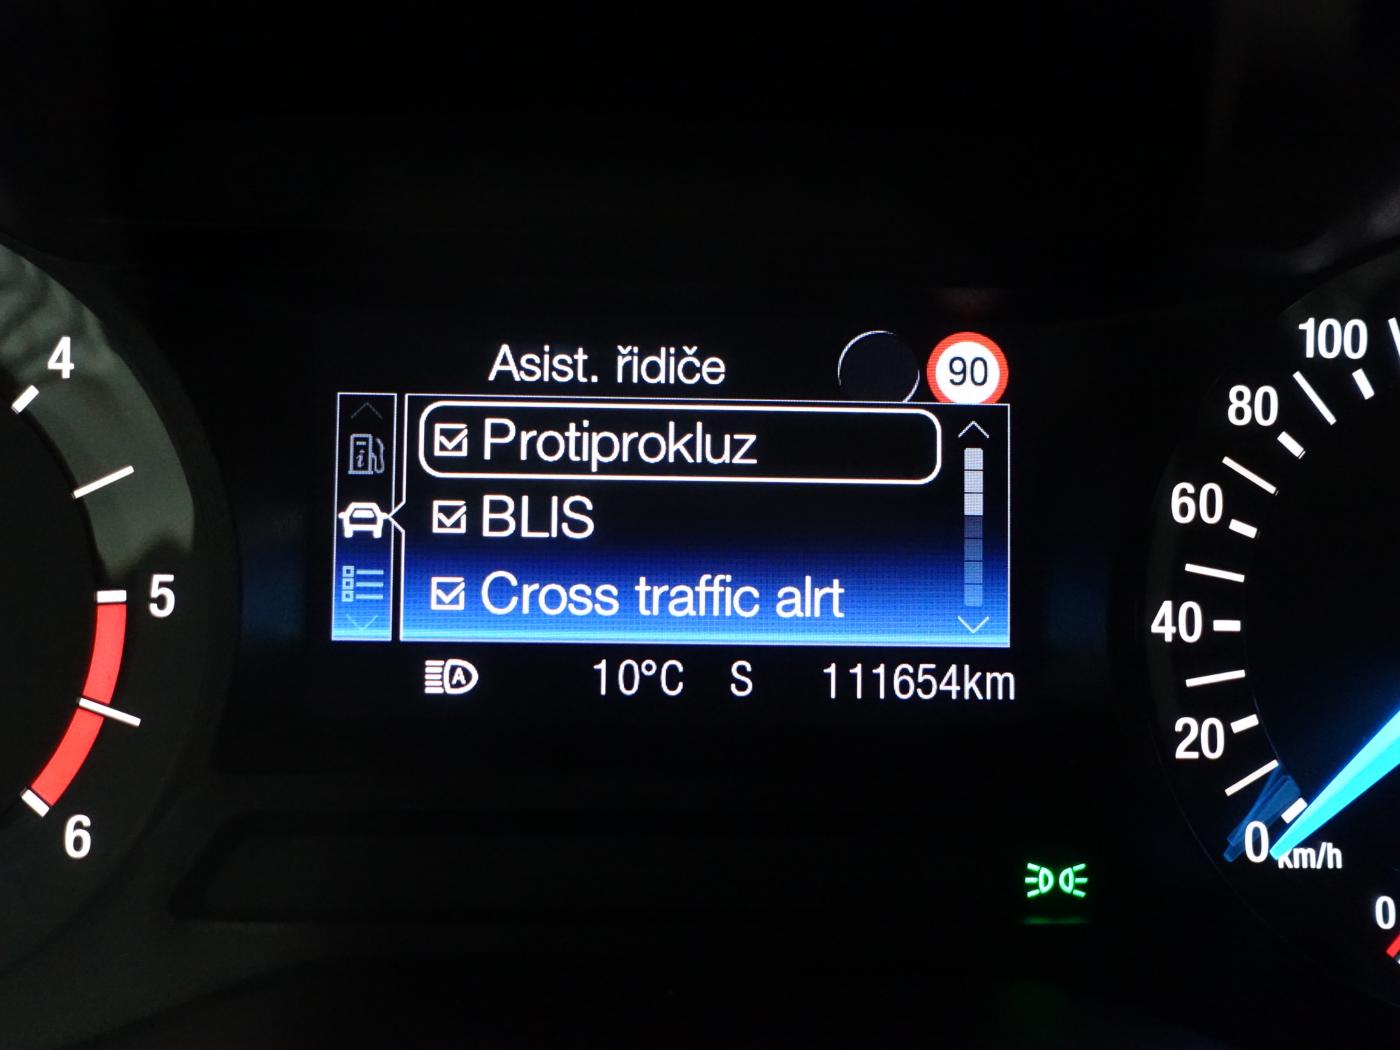 Asist. řidiče
90
Protiprokluz
BLIS
Cross traffic alrt
A
10°C S 111654km
4
5
6
100
80
60
40
20
0
km/h
0